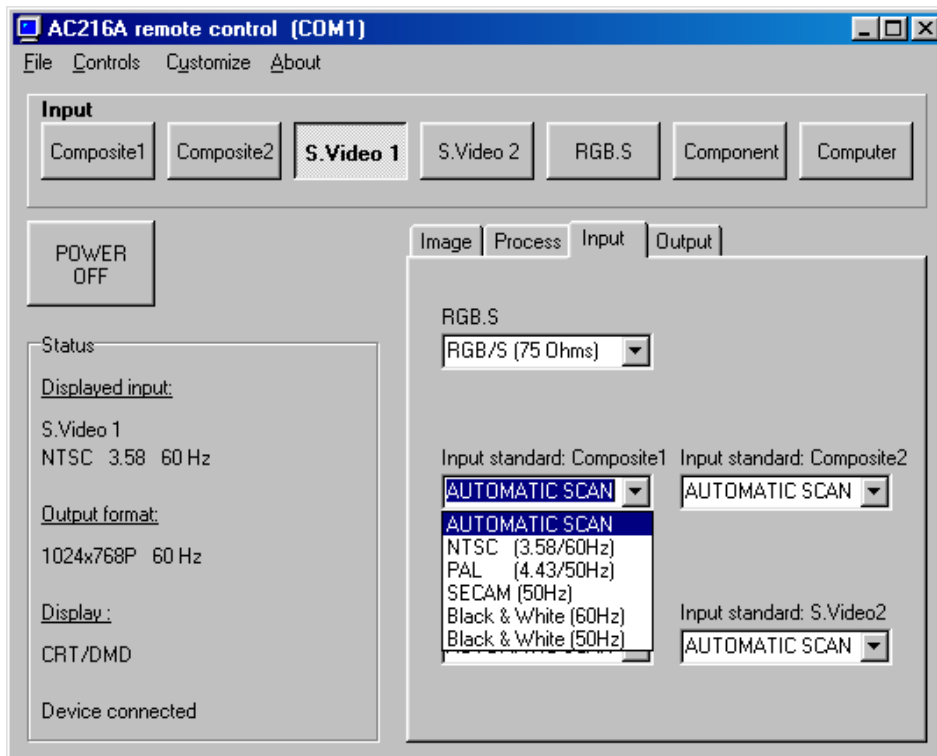 AC216A remote control (COM1)
File Controls Customize About
Input
Composite1 Composite2 S.Video 1 S.Video 2 RGB.S Component Computer
POWER
OFF
Status
Displayed input:
S.Video 1
NTSC 3.58 60 Hz
Output format:
1024x768P 60 Hz
Display :
CRT/DMD
Device connected
Image Process Input Output
RGB.S
RGB/S (75 Ohms)
Input standard: Composite1 Input standard: Composite2
AUTOMATIC SCAN AUTOMATIC SCAN
AUTOMATIC SCAN
NTSC (3.58/60Hz)
PAL (4.43/50Hz)
SECAM (50Hz)
Black & White (60Hz)
Black & White (50Hz)
Input standard: S.Video2
AUTOMATIC SCAN